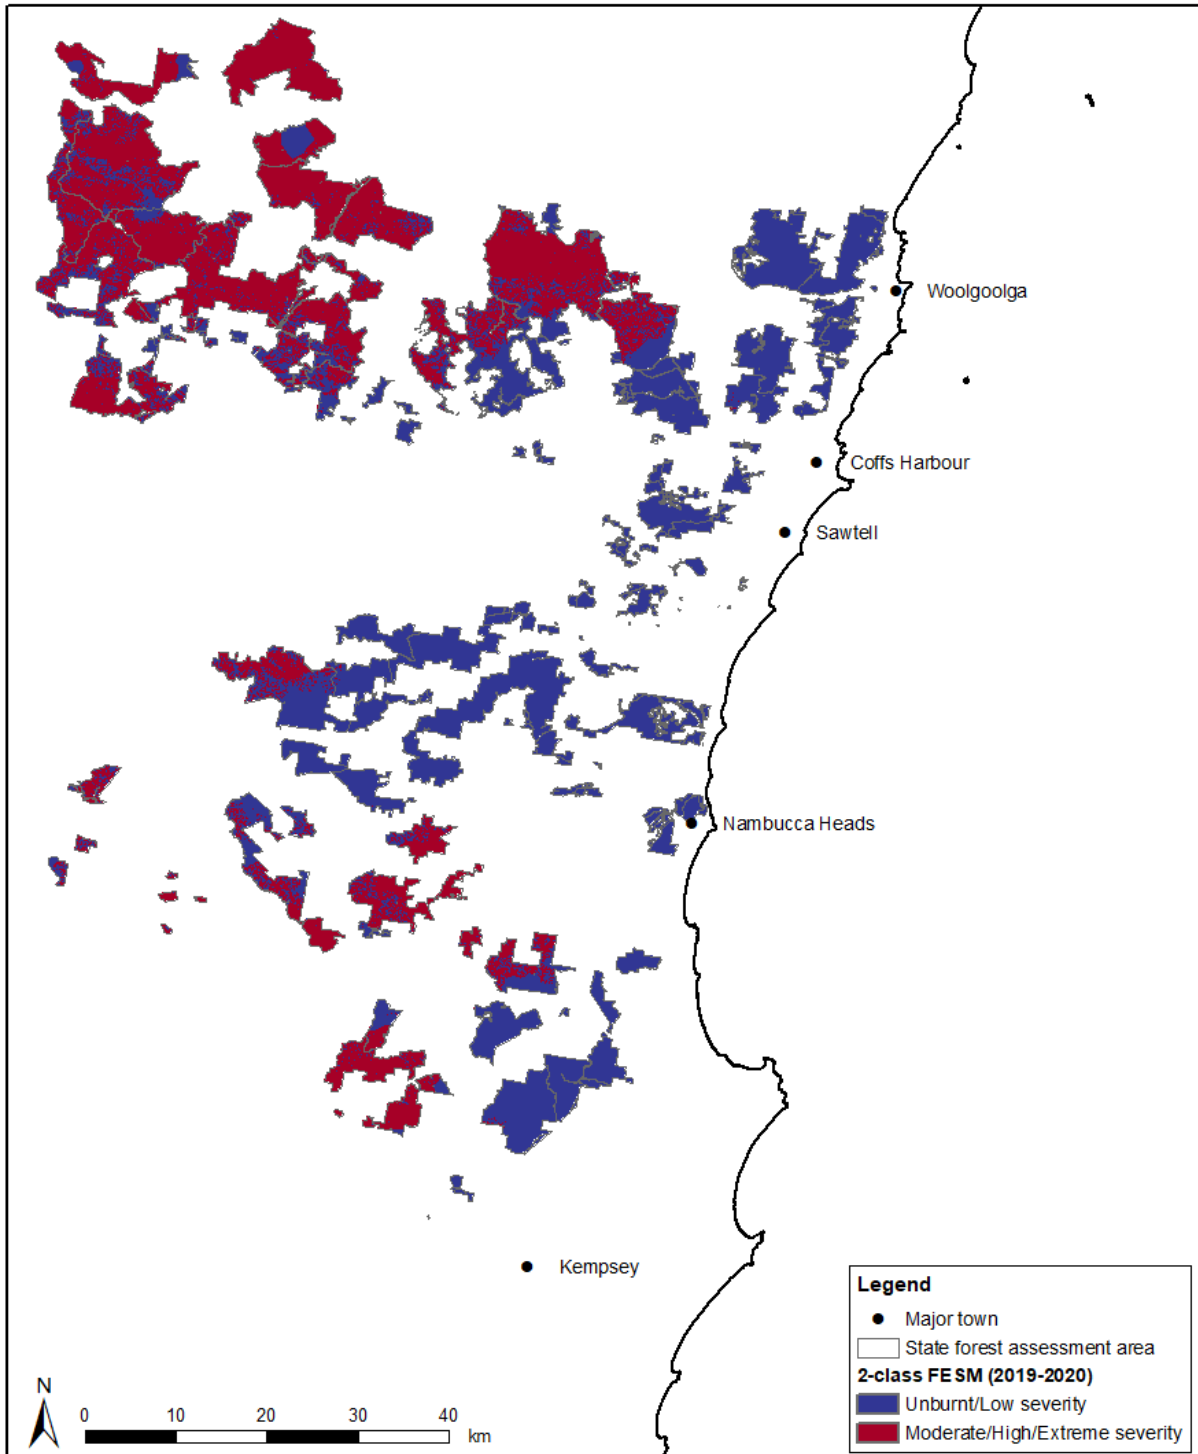 Woolgoolga
Coffs Harbour
Sawtell
Nambucca Heads
Kempsey
Legend
Major town
State forest assessment area
2-class FESM (2019-2020)
Unburnt/Low severity
Moderate/High/Extreme severity
N
0 10 20 30 40
km